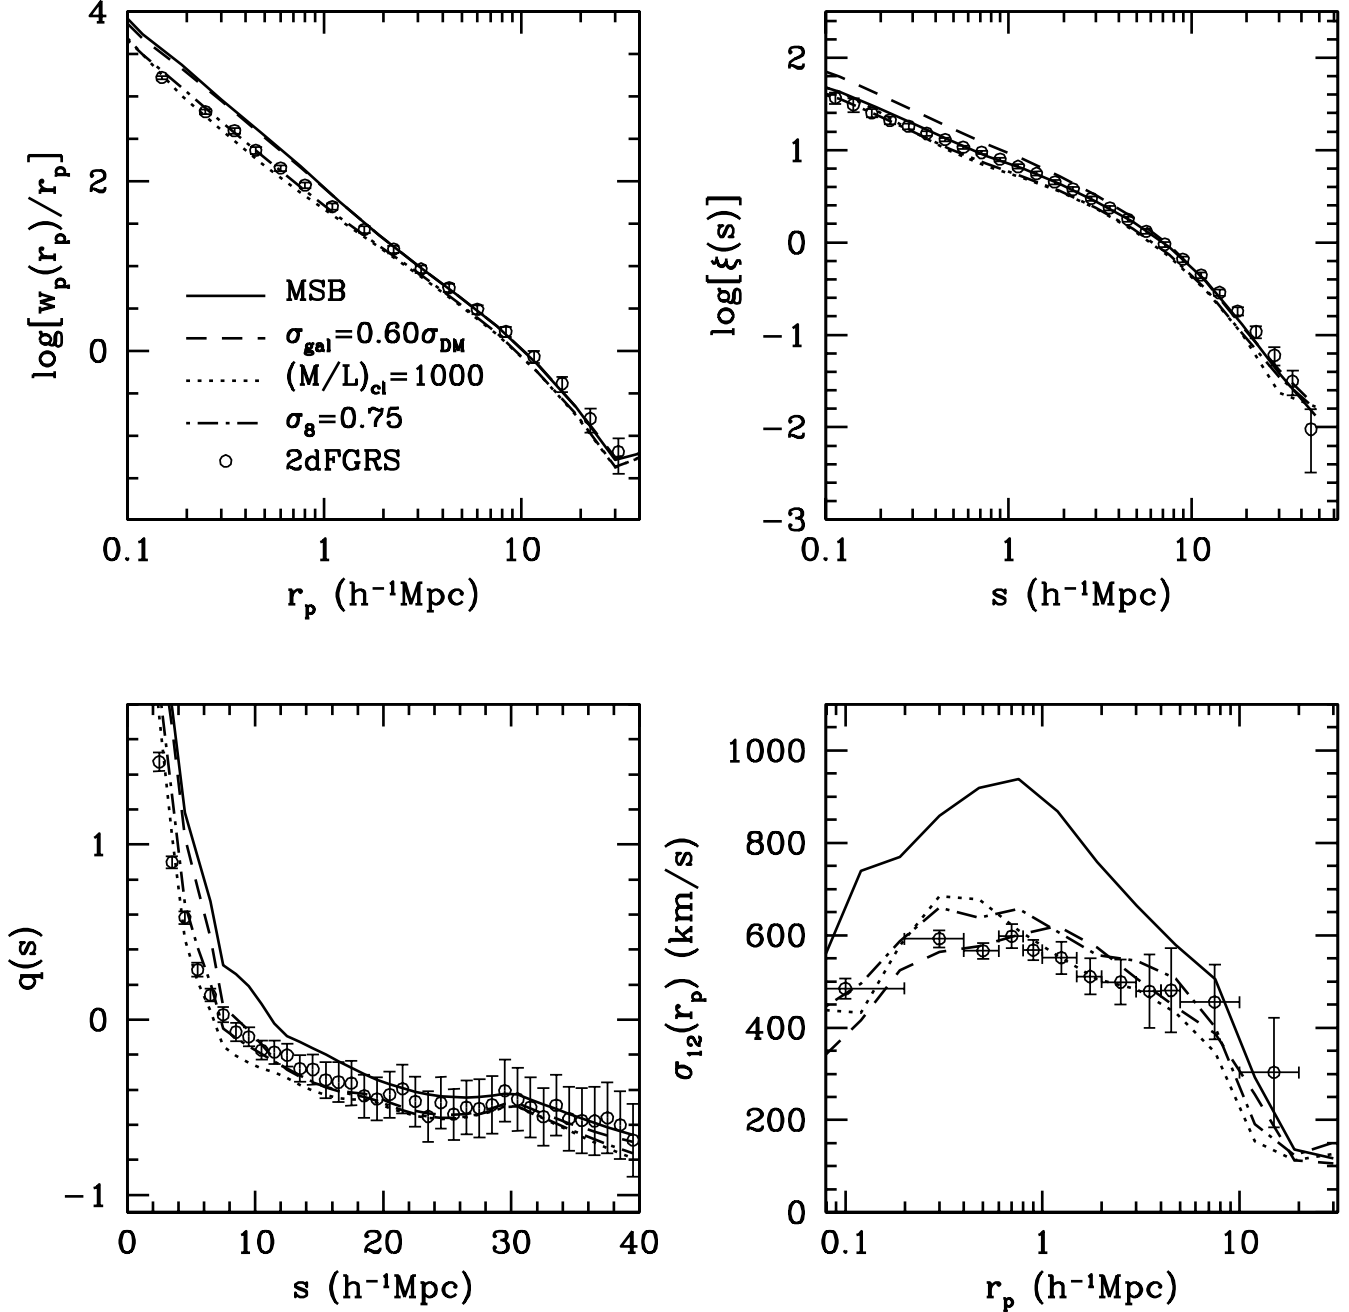 4
2
0
log[w_p(r_p)/r_p]
MSB
σ_gal=0.60σ_DM
(M/L)_cl=1000
σ_8=0.75
2dFGRS
0.1 1 10
r_p (h⁻¹Mpc)
2
1
0
−1
−2
−3
log[ξ(s)]
0.1 1 10
s (h⁻¹Mpc)
1
0
−1
q(s)
0 10 20 30 40
s (h⁻¹Mpc)
1000
800
600
400
200
0
σ_12(r_p) (km/s)
0.1 1 10
r_p (h⁻¹Mpc)